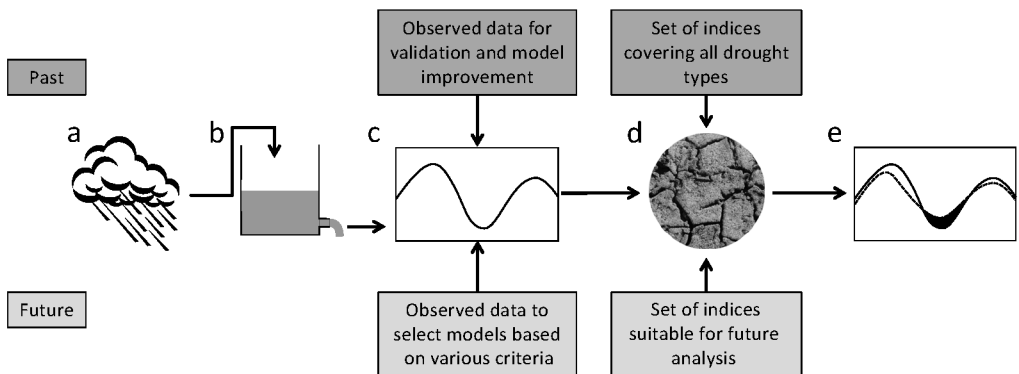 Observed data for
validation and model
improvement
Set of indices
covering all drought
types
Past
a
b
c
d
e
Future
Observed data to
select models based
on various criteria
Set of indices
suitable for future
analysis